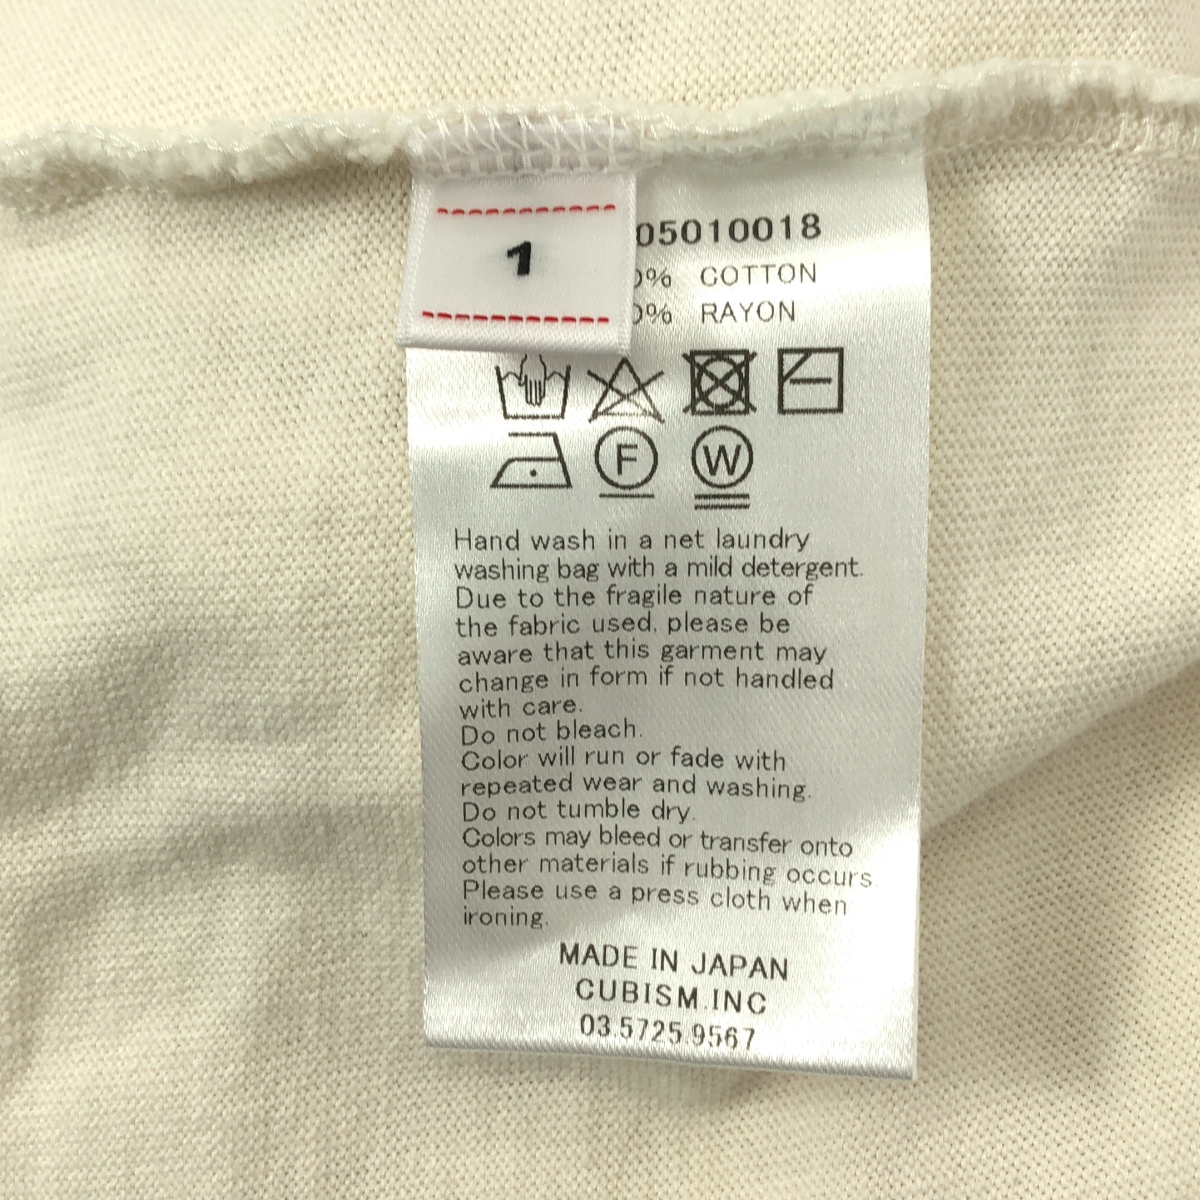 1
05010018
0% COTTON
0% RAYON
F
W
Hand wash in a net laundry
washing bag with a mild detergent.
Due to the fragile nature of
the fabric used, please be
aware that this garment may
change in form if not handled
with care.
Do not bleach.
Color will run or fade with
repeated wear and washing.
Do not tumble dry.
Colors may bleed or transfer onto
other materials if rubbing occurs.
Please use a press cloth when
ironing.
MADE IN JAPAN
CUBISM.INC
03.5725.9567